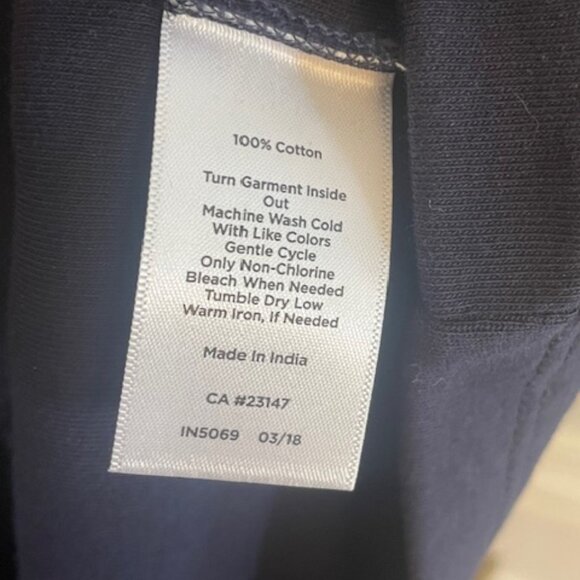 100% Cotton
Turn Garment Inside
Out
Machine Wash Cold
With Like Colors
Gentle Cycle
Only Non-Chlorine
Bleach When Needed
Tumble Dry Low
Warm Iron, If Needed
Made In India
CA #23147
IN5069 03/18